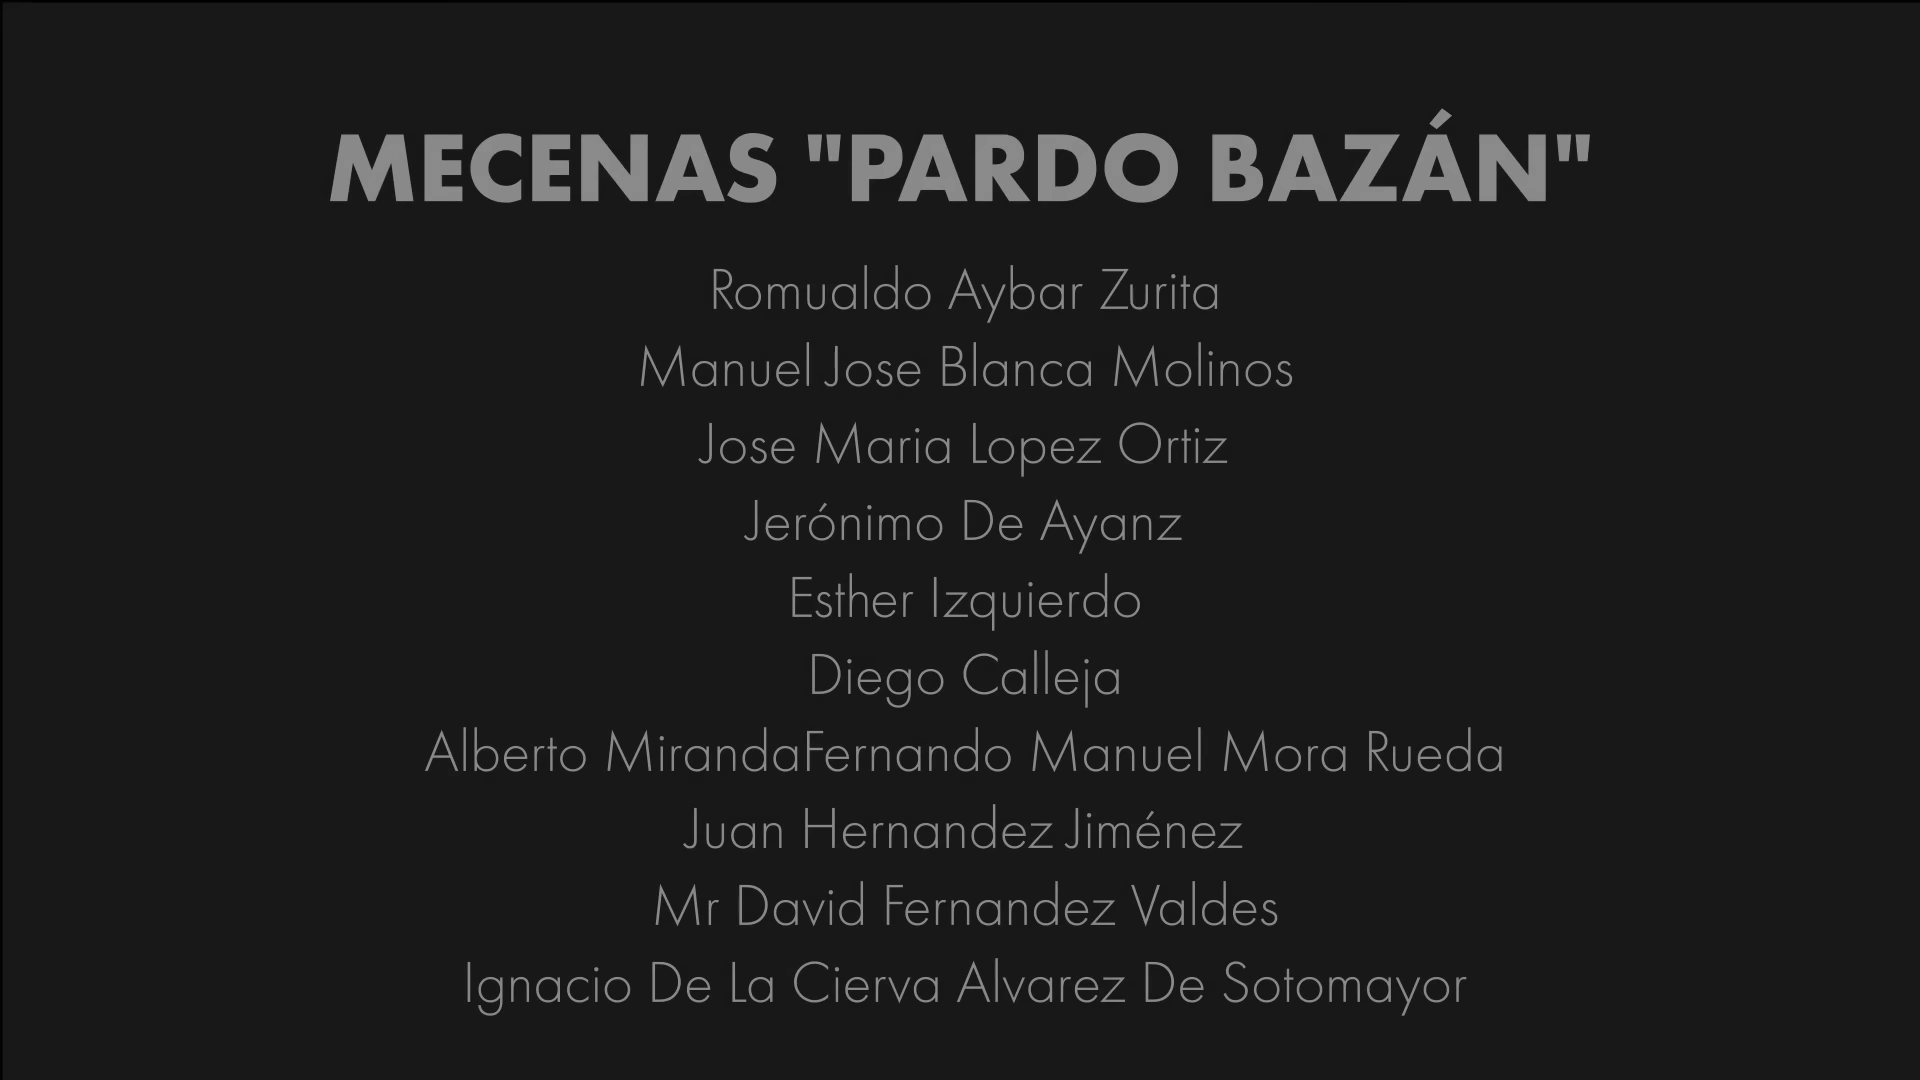 MECENAS "PARDO BAZÁN"
Romualdo Aybar Zurita
Manuel Jose Blanca Molinos
Jose Maria Lopez Ortiz
Jerónimo De Ayanz
Esther Izquierdo
Diego Calleja
Alberto MirandaFernando Manuel Mora Rueda
Juan Hernandez Jiménez
Mr David Fernandez Valdes
Ignacio De La Cierva Alvarez De Sotomayor